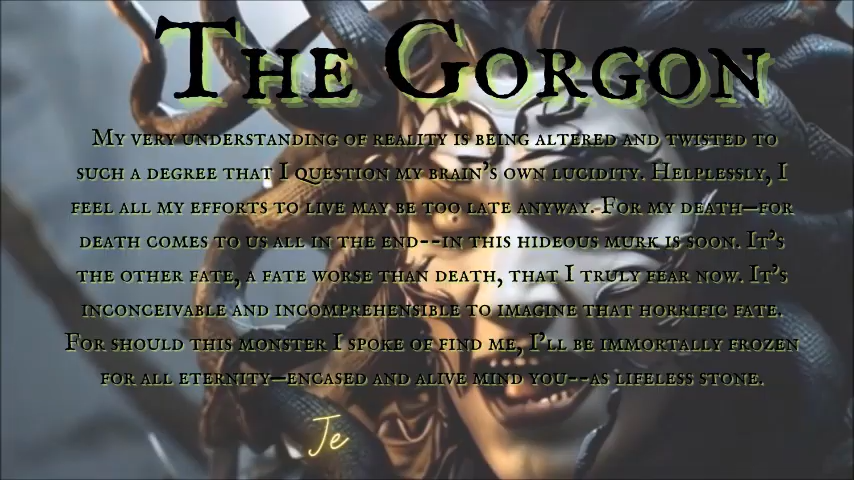 The Gorgon
My very understanding of reality is being altered and twisted to
such a degree that I question my brain's own lucidity. Helplessly, I
feel all my efforts to live may be too late anyway. For my death—for
death comes to us all in the end--in this hideous murk is soon. It's
the other fate, a fate worse than death, that I truly fear now. It's
inconceivable and incomprehensible to imagine that horrific fate.
For should this monster I spoke of find me, I'll be immortally frozen
for all eternity—encased and alive mind you--as lifeless stone.
Je